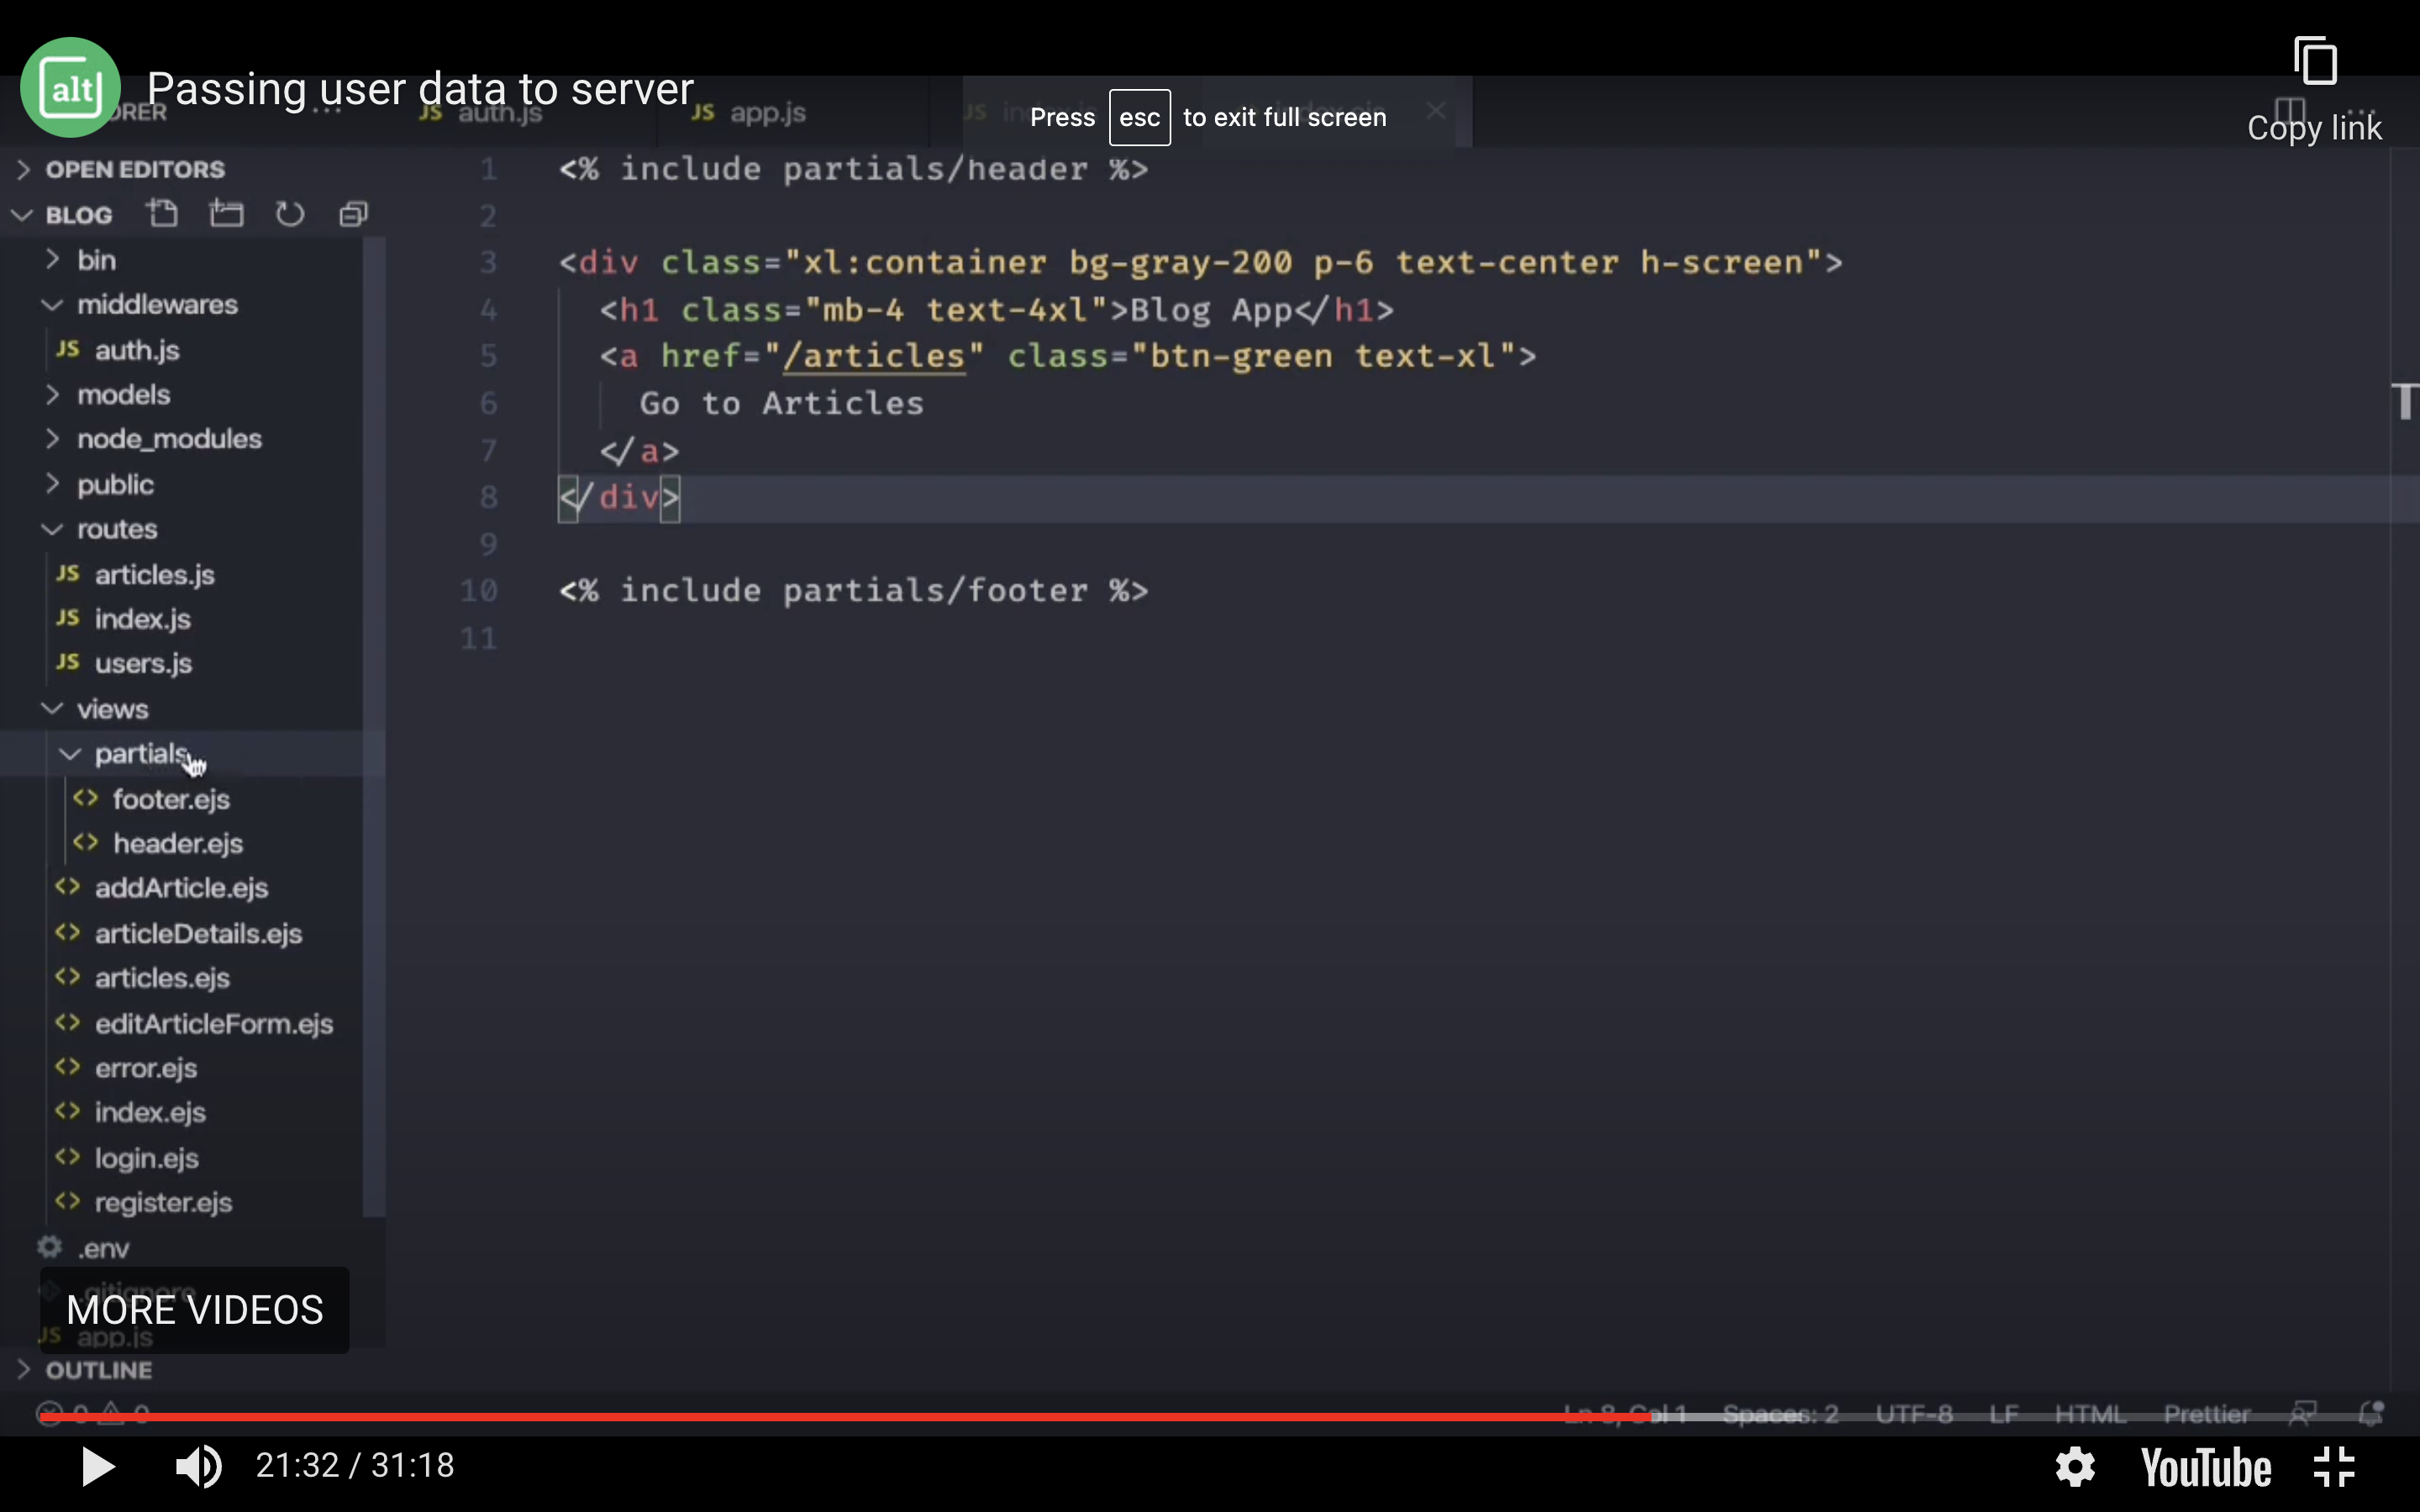 alt
Passing user data to server
Press esc to exit full screen
Copy link
ORER ...
JS auth.js
JS app.js
JS index.js
index.ejs
OPEN EDITORS
BLOG
bin
middlewares
JS auth.js
models
node_modules
public
routes
JS articles.js
JS index.js
JS users.js
views
partials
<> footer.ejs
<> header.ejs
<> addArticle.ejs
<> articleDetails.ejs
<> articles.ejs
<> editArticleForm.ejs
<> error.ejs
<> index.ejs
<> login.ejs
<> register.ejs
.env
.gitignore
MORE VIDEOS
JS app.js
OUTLINE
1 <% include partials/header %>
2
3 <div class="xl:container bg-gray-200 p-6 text-center h-screen">
4 <h1 class="mb-4 text-4xl">Blog App</h1>
5 <a href="/articles" class="btn-green text-xl">
6 Go to Articles
7 </a>
8 </div>
9
10 <% include partials/footer %>
11
T
0 0
Ln 8, Col 1 Spaces: 2 UTF-8 LF HTML Prettier
21:32 / 31:18
YouTube